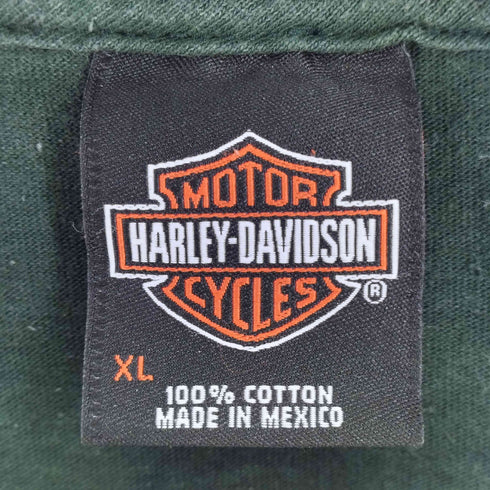 MOTOR
HARLEY-DAVIDSON
CYCLES
®
XL
100% COTTON
MADE IN MEXICO